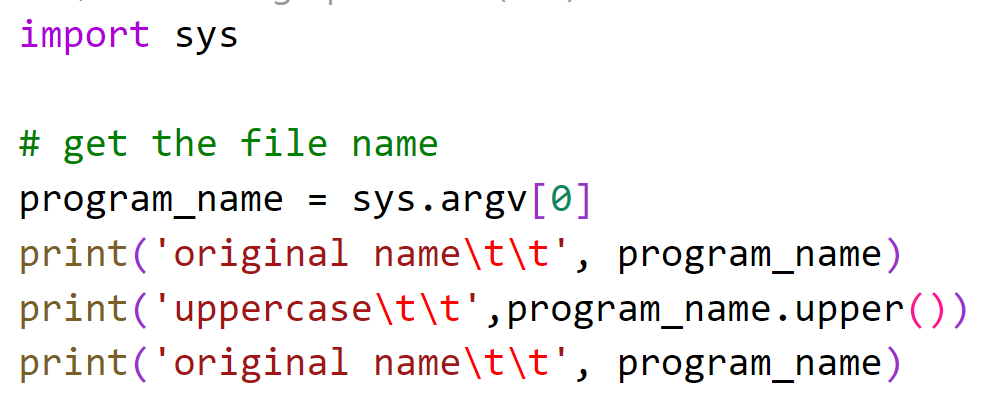 import sys
# get the file name
program_name = sys.argv[0]
print('original name\t\t', program_name)
print('uppercase\t\t',program_name.upper())
print('original name\t\t', program_name)